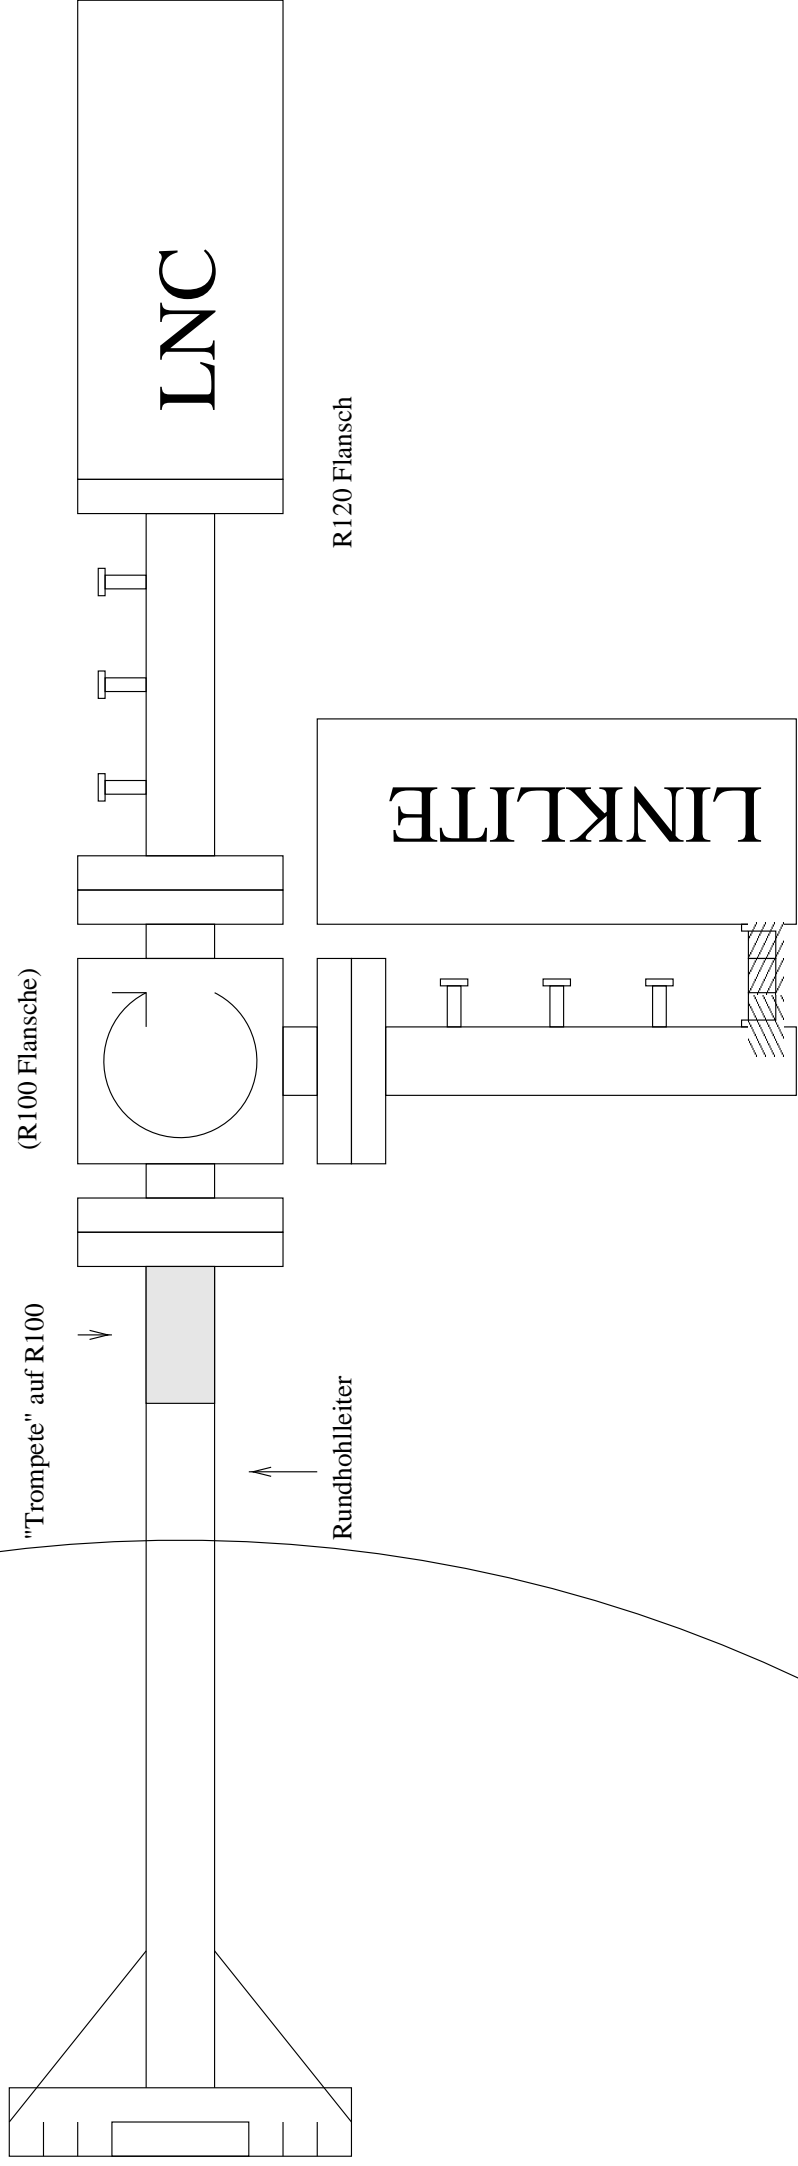 LNC
R120 Flansch
LINKLITE
(R100 Flansche)
"Trompete" auf R100
Rundhohlleiter